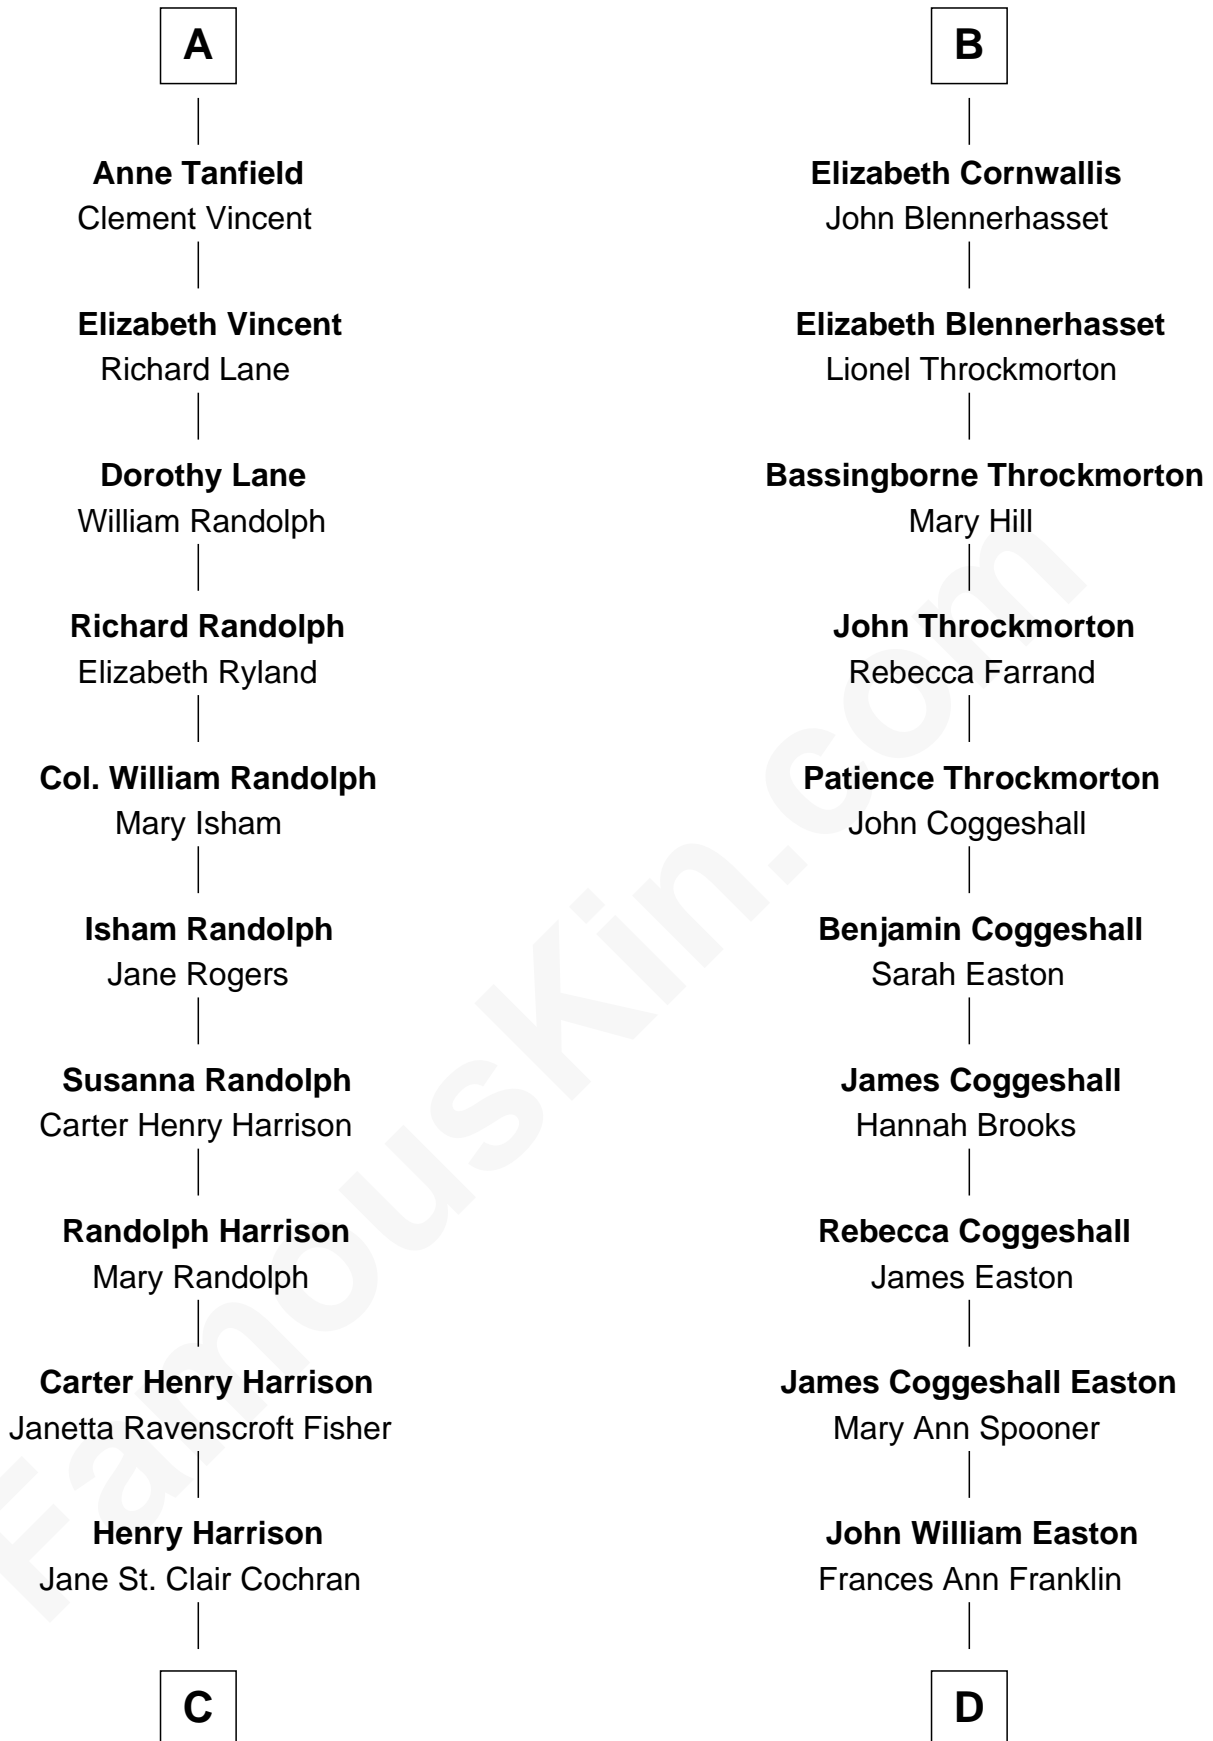 A
Anne Tanfield
Clement Vincent
Elizabeth Vincent
Richard Lane
Dorothy Lane
William Randolph
Richard Randolph
Elizabeth Ryland
Col. William Randolph
Mary Isham
Isham Randolph
Jane Rogers
Susanna Randolph
Carter Henry Harrison
Randolph Harrison
Mary Randolph
Carter Henry Harrison
Janetta Ravenscroft Fisher
Henry Harrison
Jane St. Clair Cochran
C
B
Elizabeth Cornwallis
John Blennerhasset
Elizabeth Blennerhasset
Lionel Throckmorton
Bassingborne Throckmorton
Mary Hill
John Throckmorton
Rebecca Farrand
Patience Throckmorton
John Coggeshall
Benjamin Coggeshall
Sarah Easton
James Coggeshall
Hannah Brooks
Rebecca Coggeshall
James Easton
James Coggeshall Easton
Mary Ann Spooner
John William Easton
Frances Ann Franklin
D
FamousKin.com